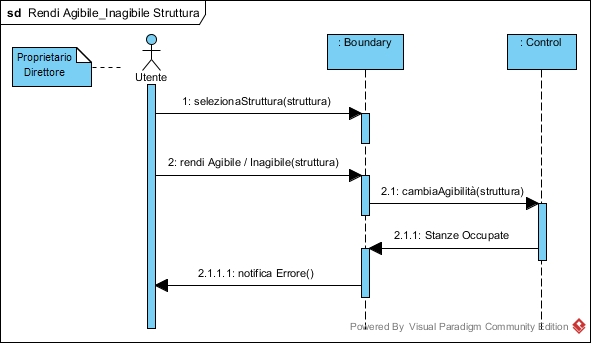 sd Rendi Agibile_Inagibile Struttura
Proprietario
Direttore
Utente
: Boundary
: Control
1: selezionaStruttura(struttura)
2: rendi Agibile / Inagibile(struttura)
2.1: cambiaAgibilità(struttura)
2.1.1: Stanze Occupate
2.1.1.1: notifica Errore()
Powered By Visual Paradigm Community Edition